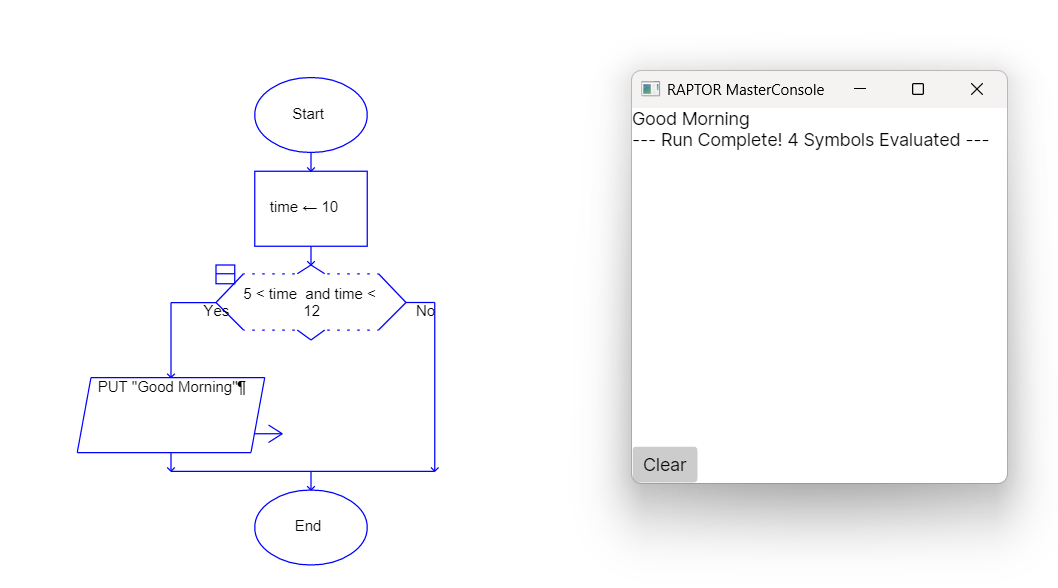 Start
time ← 10
5 < time  and time <
12
Yes
No
PUT "Good Morning"¶
End
RAPTOR MasterConsole
Good Morning
--- Run Complete! 4 Symbols Evaluated ---
Clear